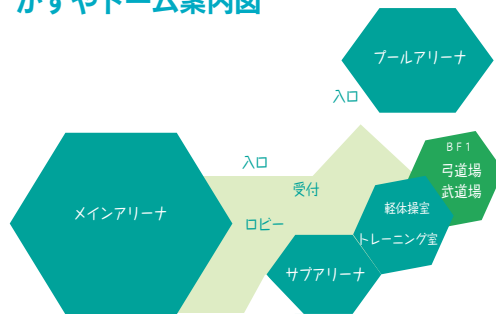 かすやドーム案内図
プールアリーナ
入口
BF1
弓道場
武道場
入口
受付
軽体操室
トレーニング室
メインアリーナ
ロビー
サブアリーナ